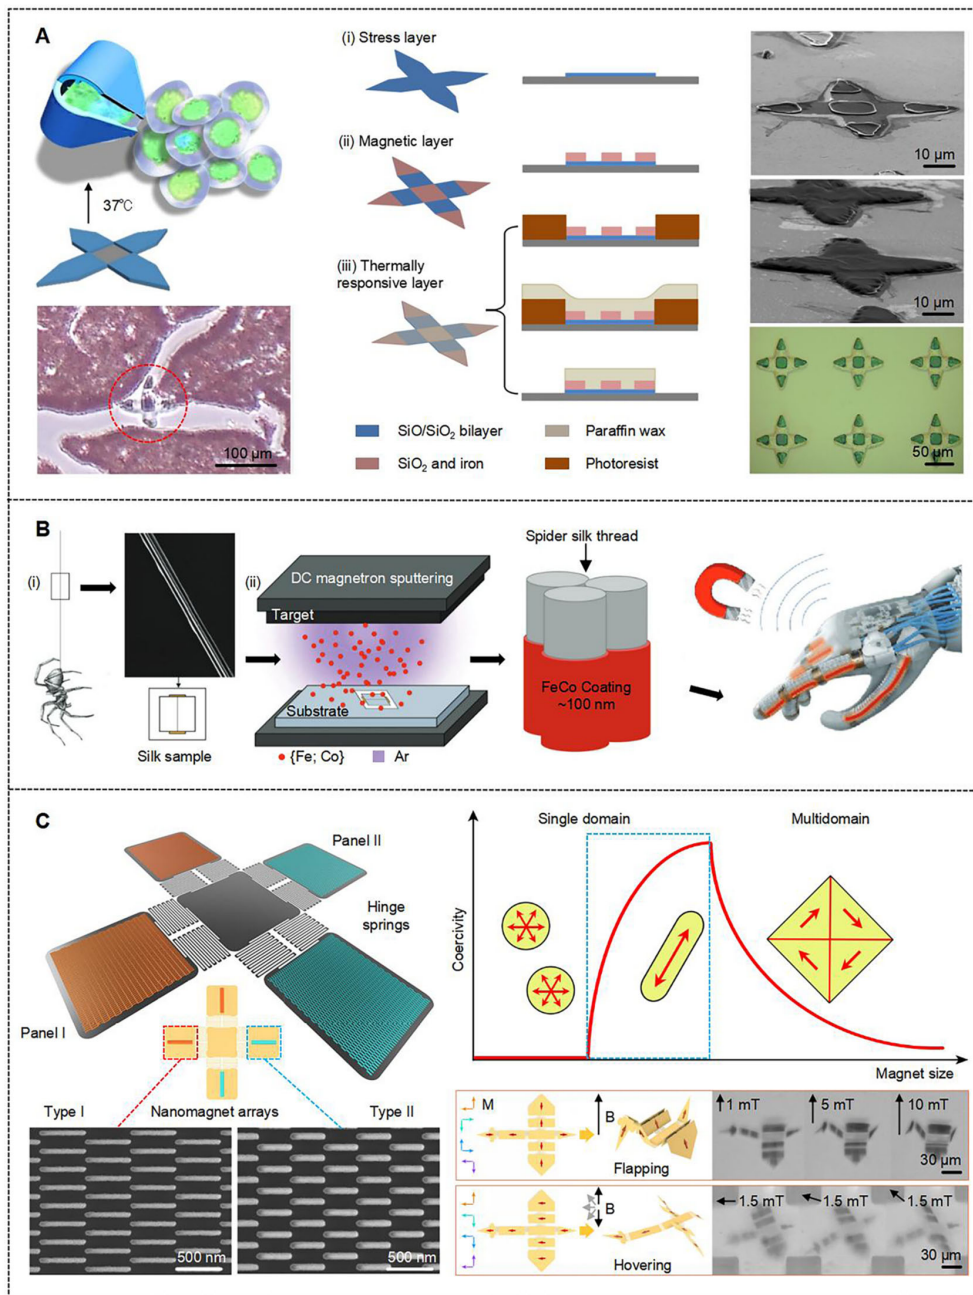 A
37℃
100 µm
(i) Stress layer
(ii) Magnetic layer
(iii) Thermally
responsive layer
SiO/SiO₂ bilayer
Paraffin wax
SiO₂ and iron
Photoresist
10 µm
10 µm
50 µm
B
(i)
Silk sample
(ii)
DC magnetron sputtering
Target
Substrate
{Fe; Co}
Ar
Spider silk thread
FeCo Coating
~100 nm
C
Panel II
Hinge
springs
Panel I
Type I
Nanomagnet arrays
Type II
500 nm
500 nm
Single domain
Multidomain
Coercivity
Magnet size
M
B
Flapping
1 mT
5 mT
10 mT
30 µm
B
Hovering
1.5 mT
1.5 mT
1.5 mT
30 µm